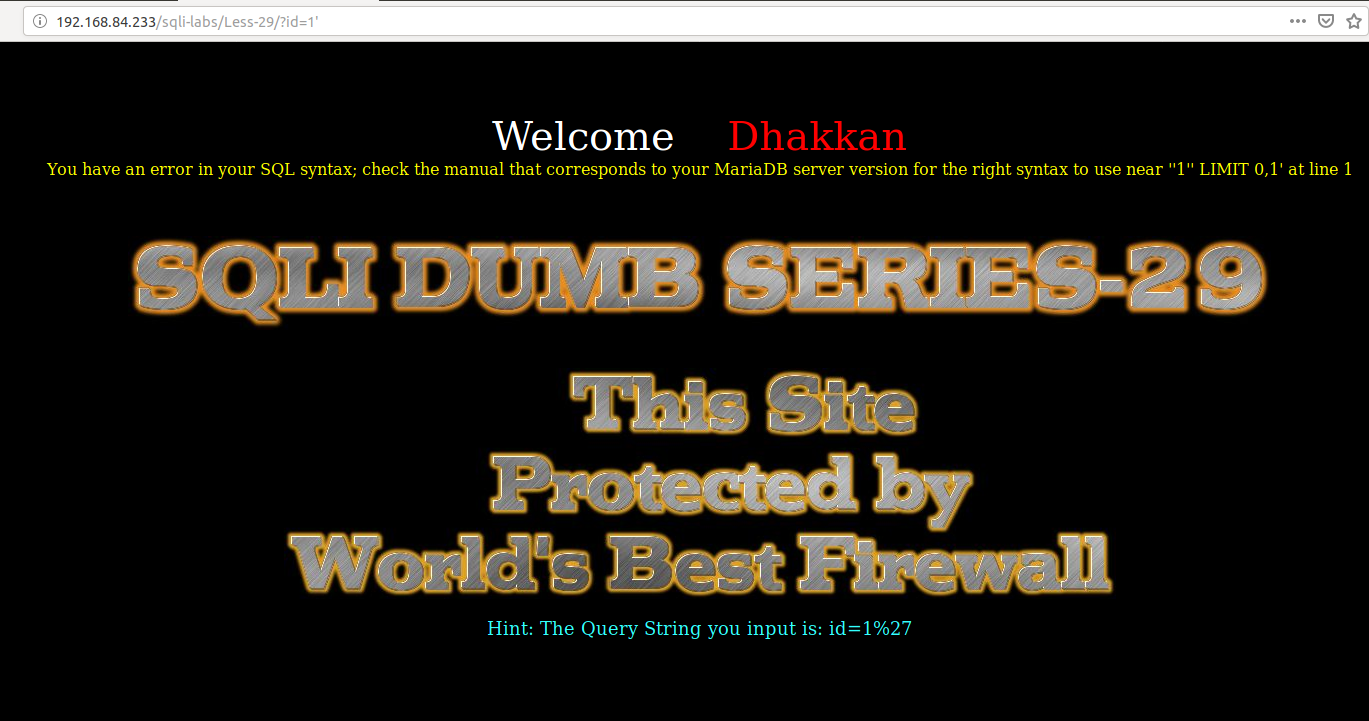 192.168.84.233/sqli-labs/Less-29/?id=1'
Welcome Dhakkan
You have an error in your SQL syntax; check the manual that corresponds to your MariaDB server version for the right syntax to use near ''1'' LIMIT 0,1' at line 1
SQLI DUMB SERIES-29
This Site
Protected by
World's Best Firewall
Hint: The Query String you input is: id=1%27